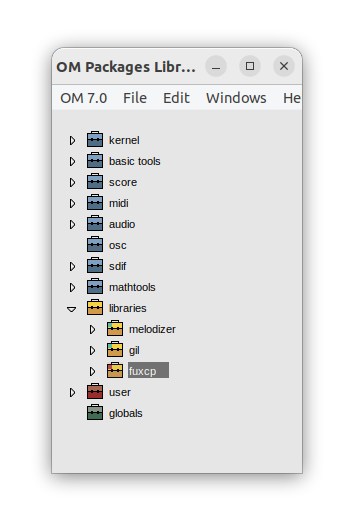 OM Packages Libr...
OM 7.0 File Edit Windows He
kernel
basic tools
score
midi
audio
osc
sdif
mathtools
libraries
melodizer
gil
fuxcp
user
globals